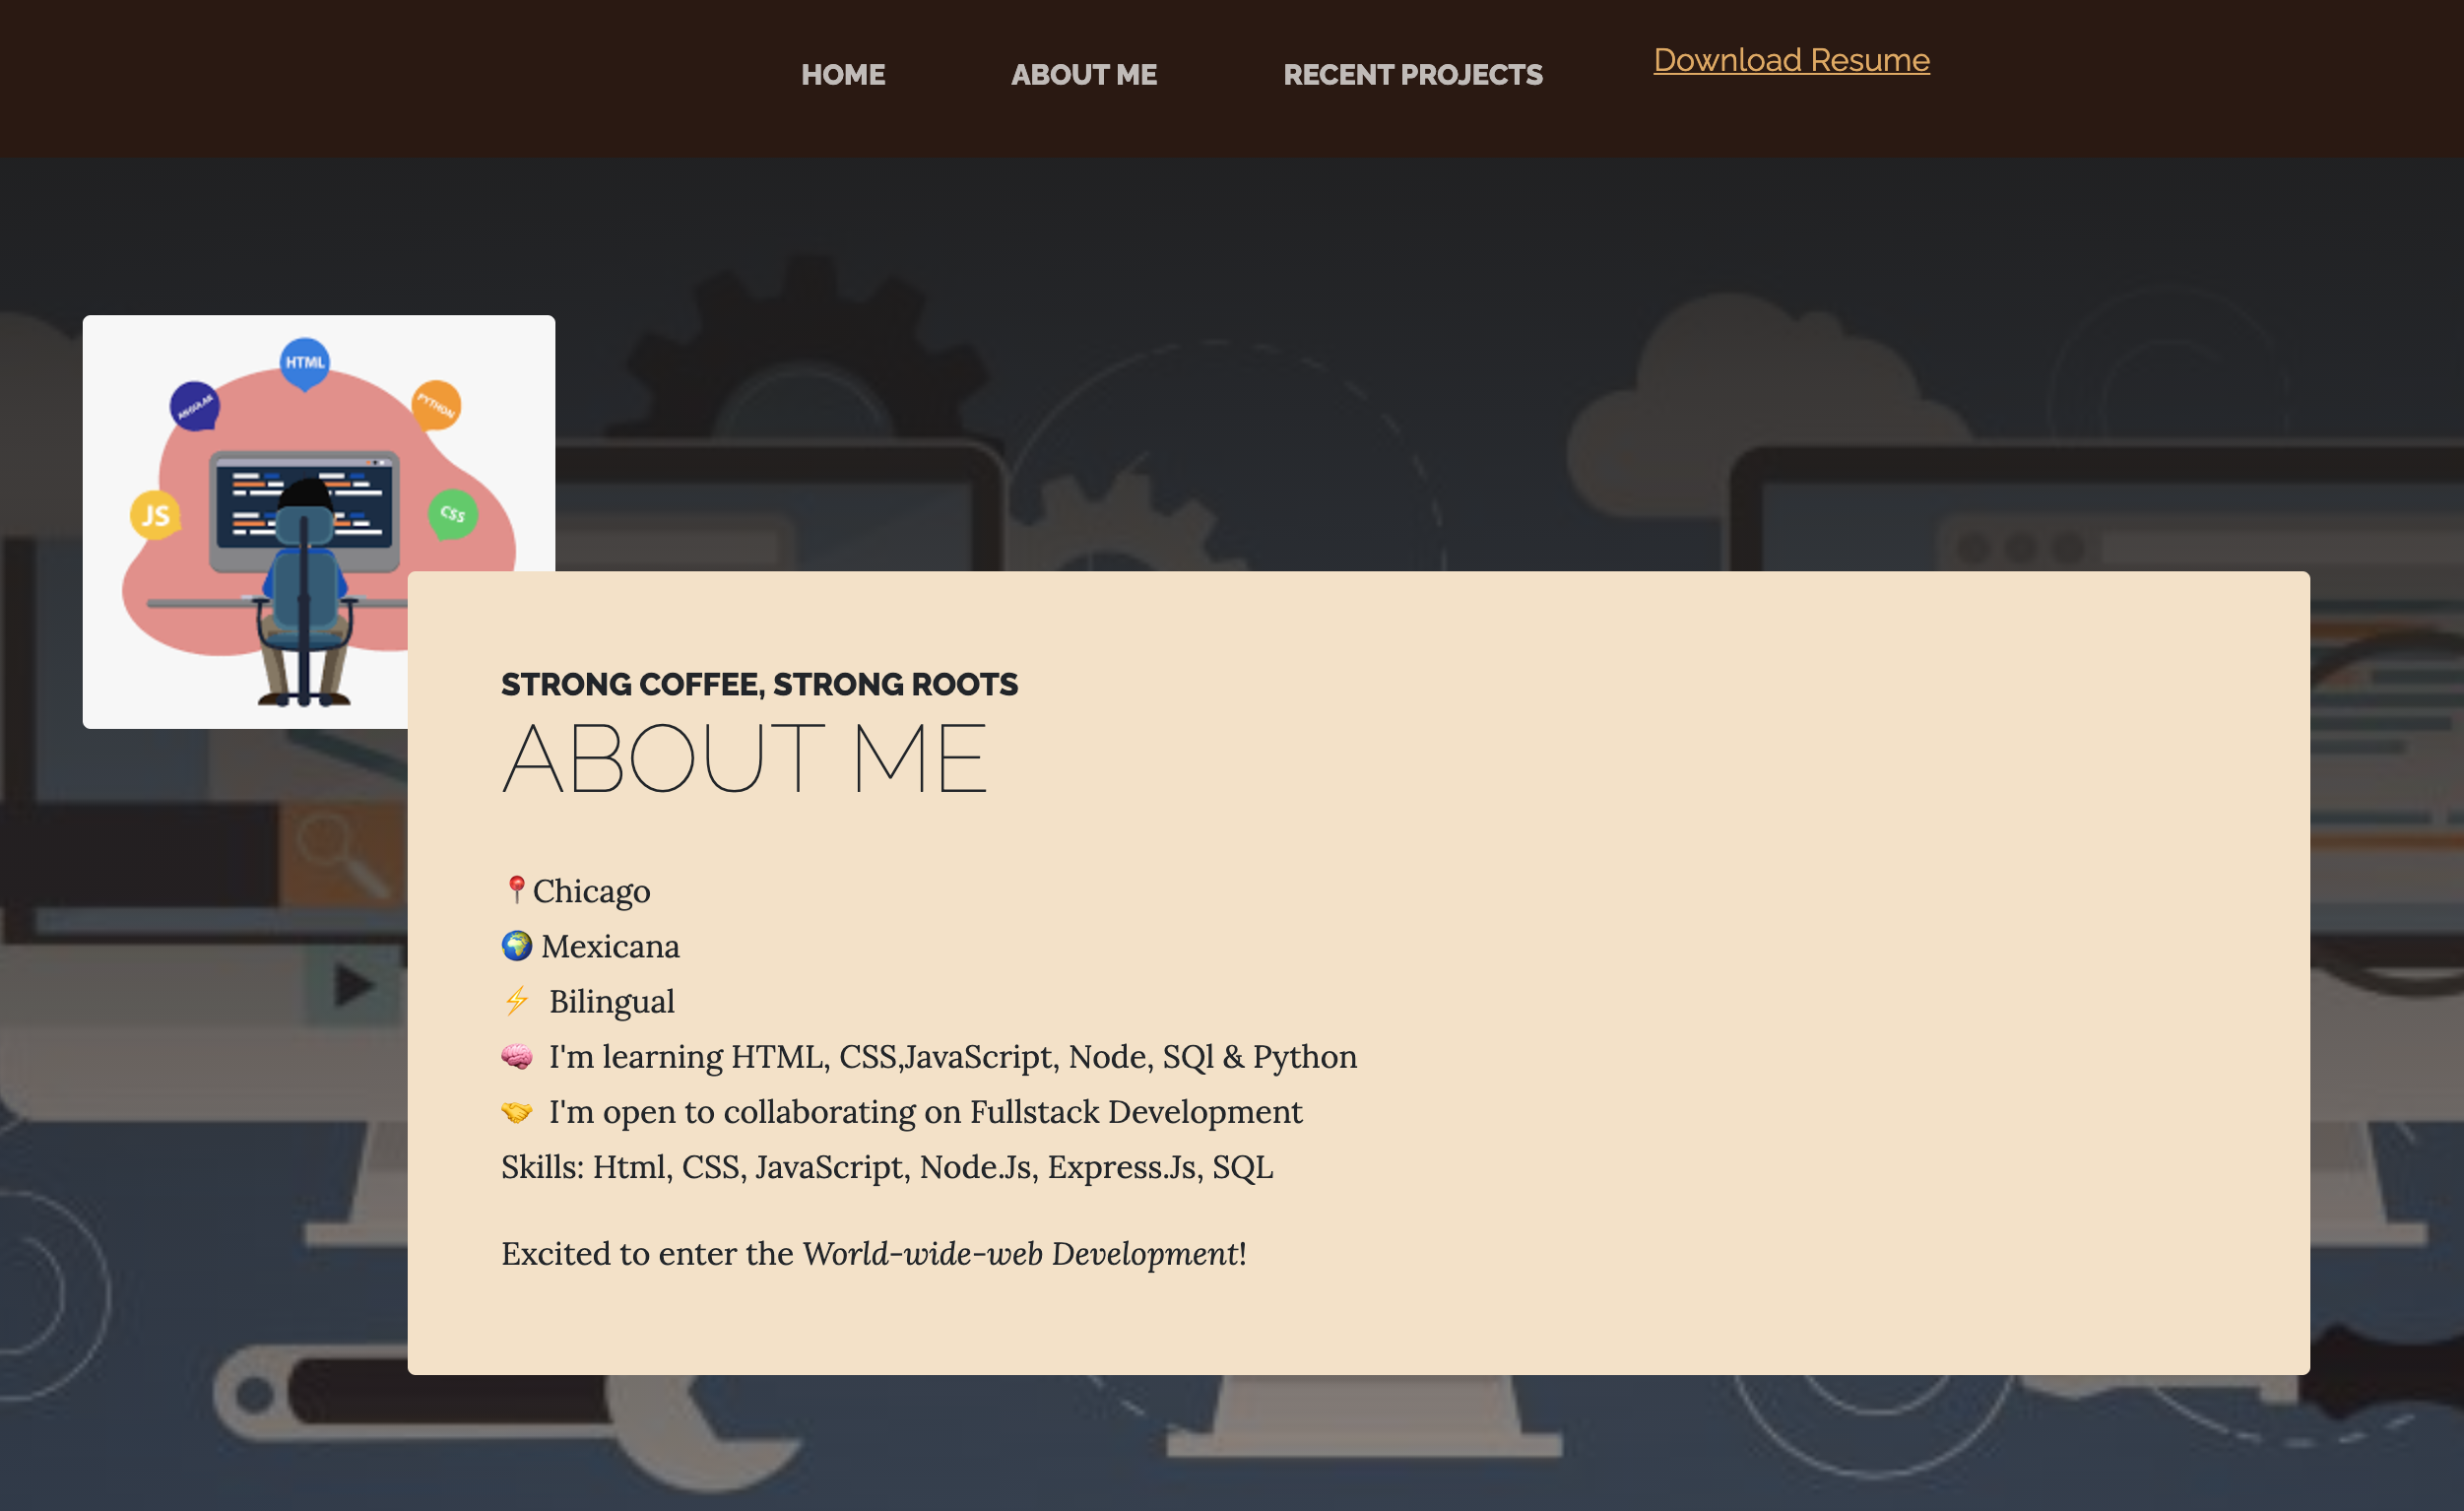 HOME
ABOUT ME
RECENT PROJECTS
Download Resume
HTML
ANGULAR
PYTHON
JS
CSS
STRONG COFFEE, STRONG ROOTS
ABOUT ME
📍Chicago
🌍 Mexicana
⚡ Bilingual
🧠 I'm learning HTML, CSS,JavaScript, Node, SQl & Python
🤝 I'm open to collaborating on Fullstack Development
Skills: Html, CSS, JavaScript, Node.Js, Express.Js, SQL
Excited to enter the World-wide-web Development!